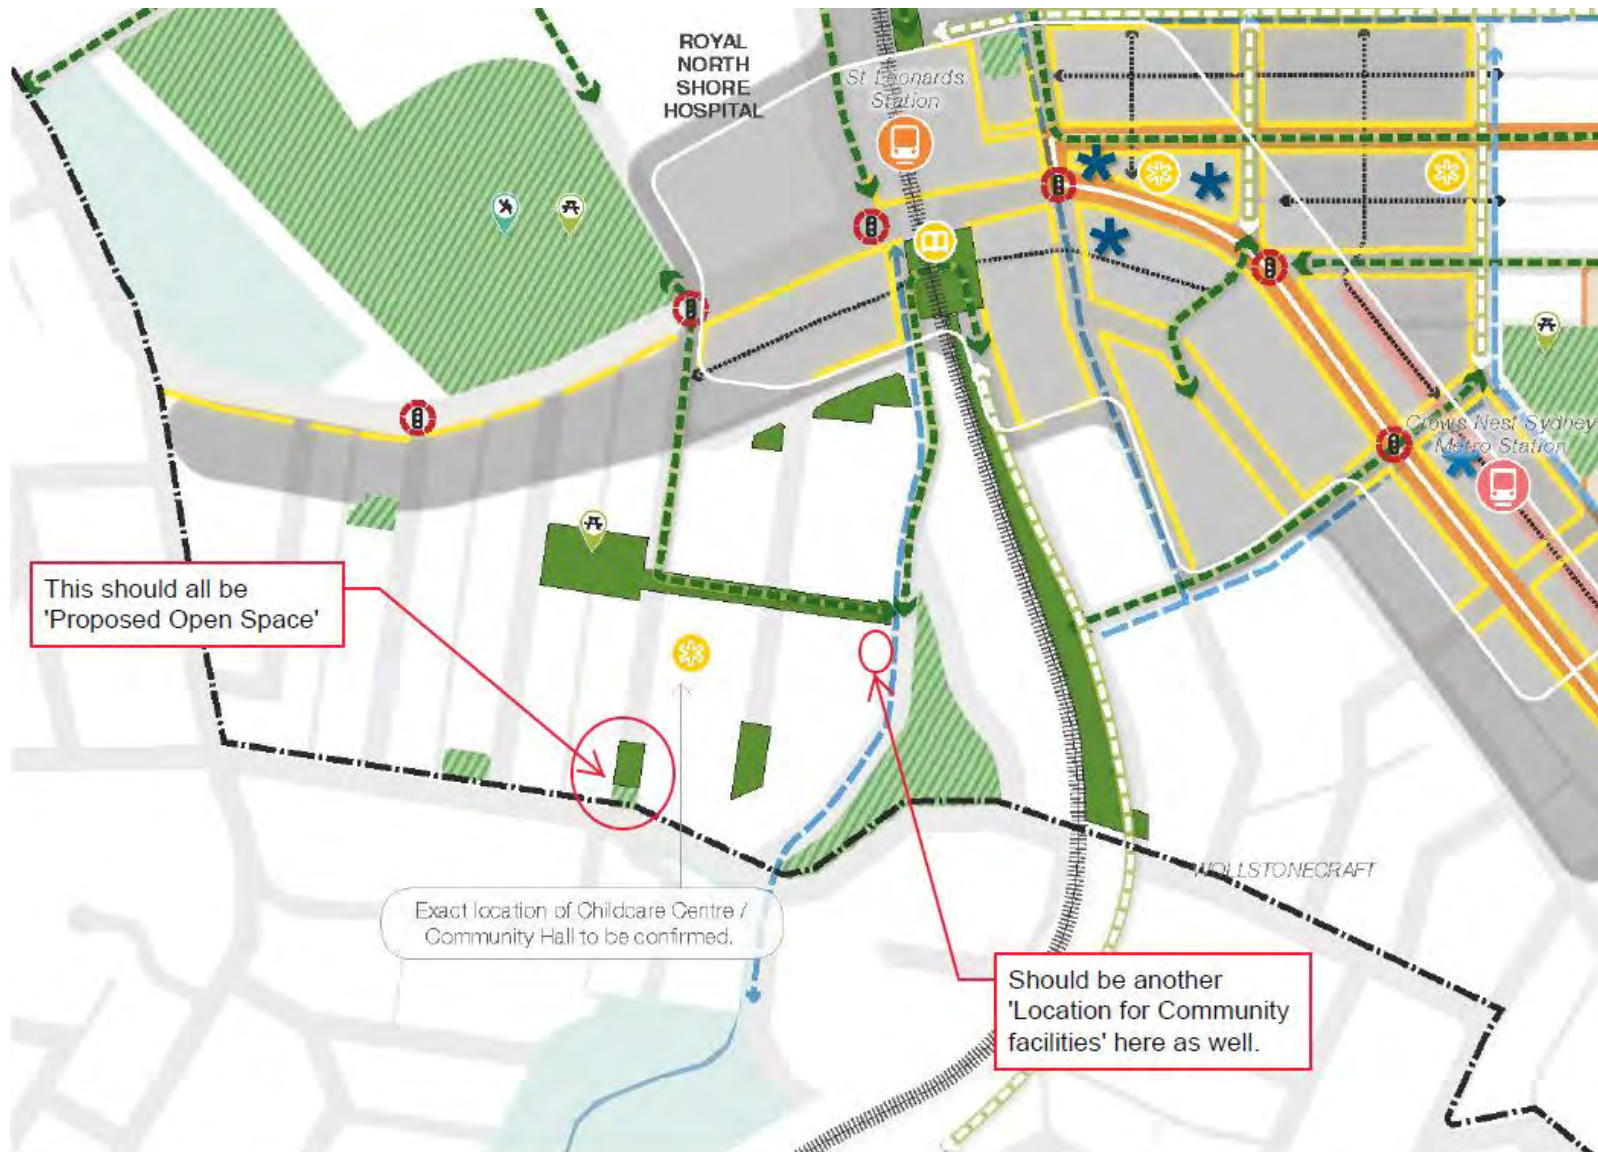 ROYAL
NORTH
SHORE
HOSPITAL
St Leonards
Station
Crows Nest Sydney
Metro Station
This should all be
'Proposed Open Space'
WOLLSTONECRAFT
Exact location of Childcare Centre /
Community Hall to be confirmed.
Should be another
'Location for Community
facilities' here as well.